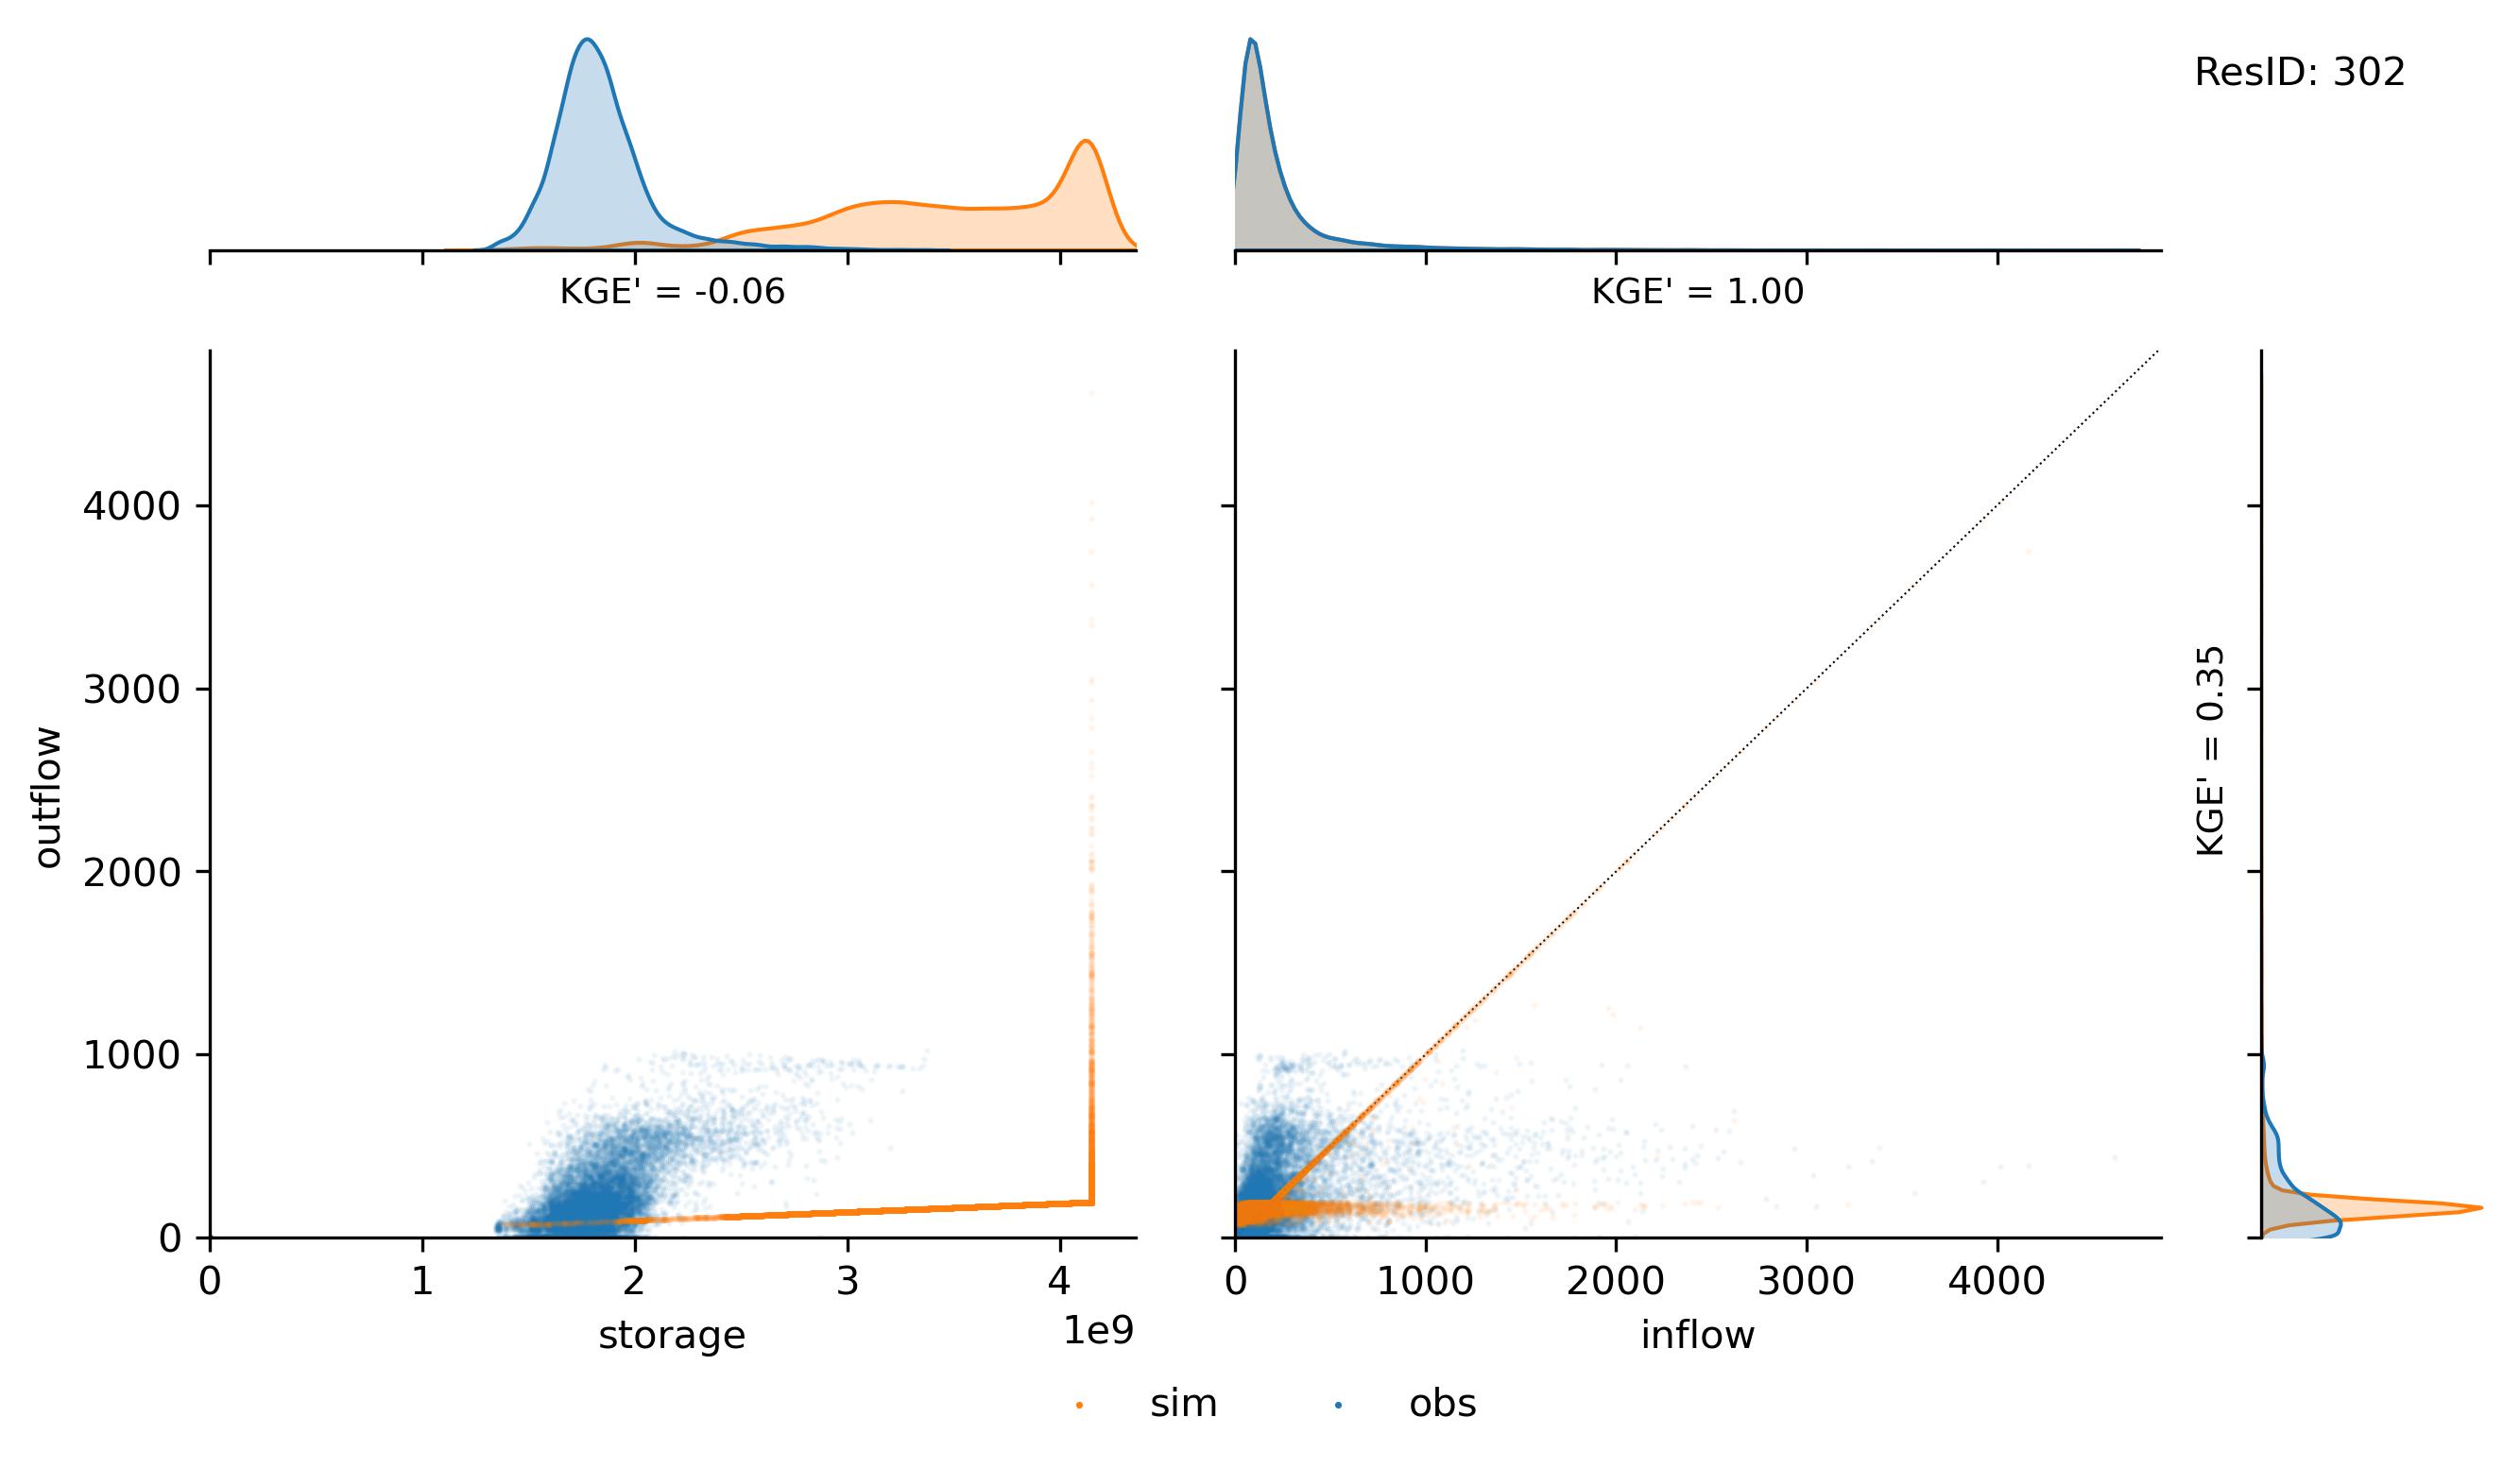 ResID: 302
KGE' = -0.06
KGE' = 1.00
outflow
4000
3000
2000
1000
0
KGE' = 0.35
0 1 2 3 4
1e9
storage
0 1000 2000 3000 4000
inflow
sim obs